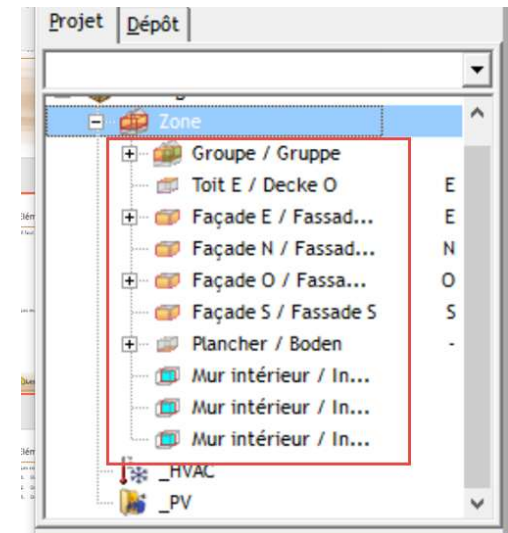 Projet Dépôt
Zone
Groupe / Gruppe
Toit E / Decke O E
Façade E / Fassad... E
Façade N / Fassad... N
Façade O / Fassa... O
Façade S / Fassade S S
Plancher / Boden -
Mur intérieur / In...
Mur intérieur / In...
Mur intérieur / In...
_HVAC
_PV